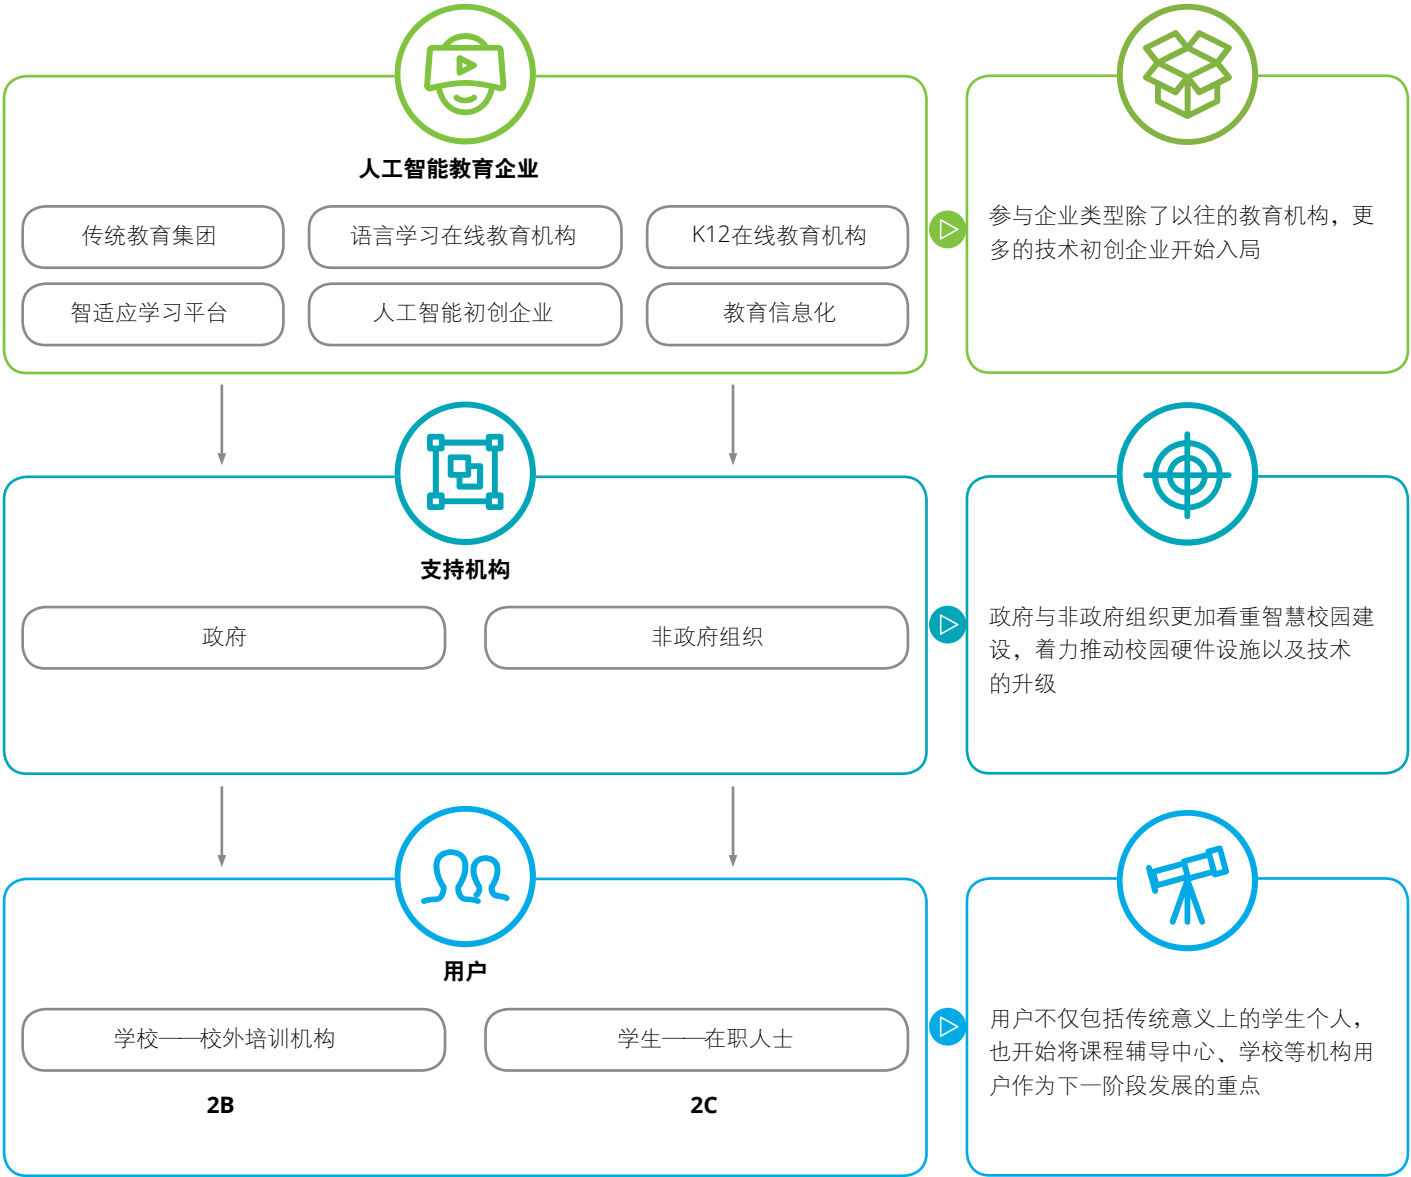 人工智能教育企业
传统教育集团
语言学习在线教育机构
K12在线教育机构
智适应学习平台
人工智能初创企业
教育信息化
参与企业类型除了以往的教育机构，更
多的技术初创企业开始入局
支持机构
政府
非政府组织
政府与非政府组织更加看重智慧校园建
设，着力推动校园硬件设施以及技术
的升级
用户
学校——校外培训机构
学生——在职人士
2B
2C
用户不仅包括传统意义上的学生个人，
也开始将课程辅导中心、学校等机构用
户作为下一阶段发展的重点